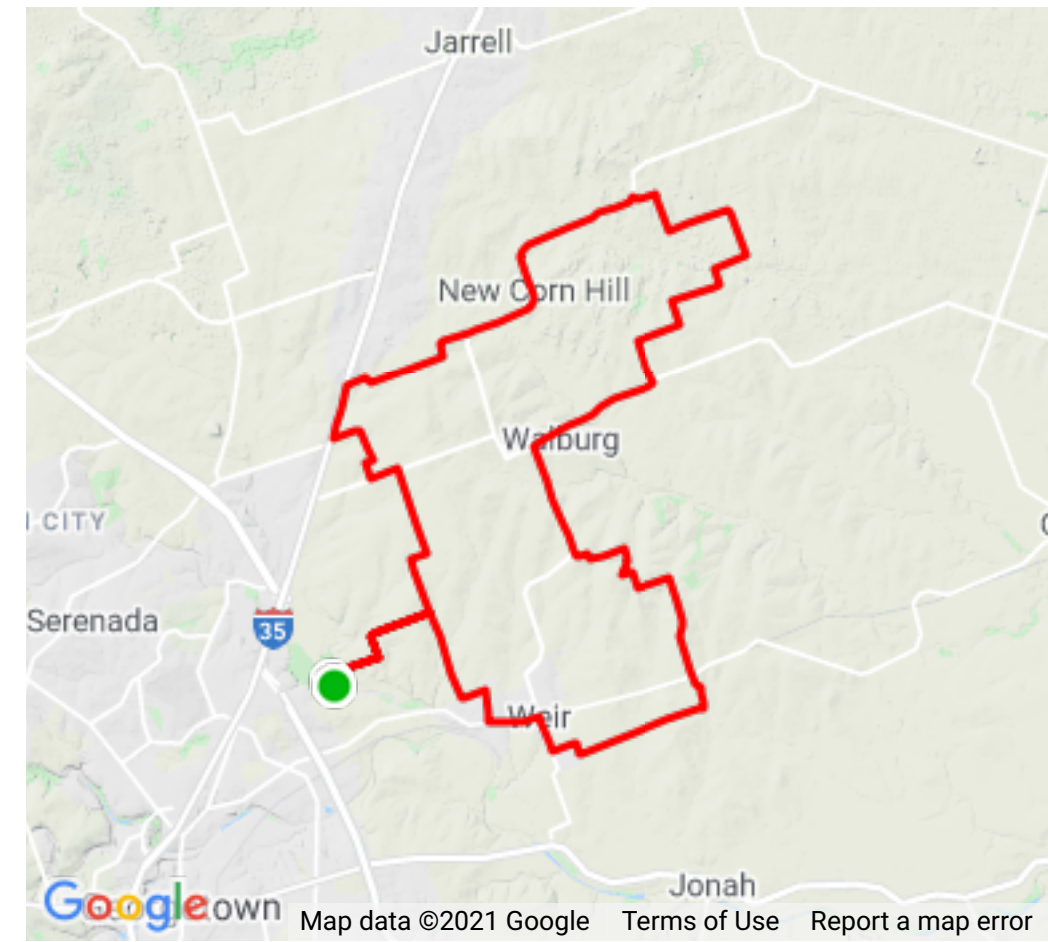 Jarrell
New Corn Hill
Walburg
CITY
Serenada
35
Weir
Jonah
Google
own
Map data ©2021 Google Terms of Use Report a map error